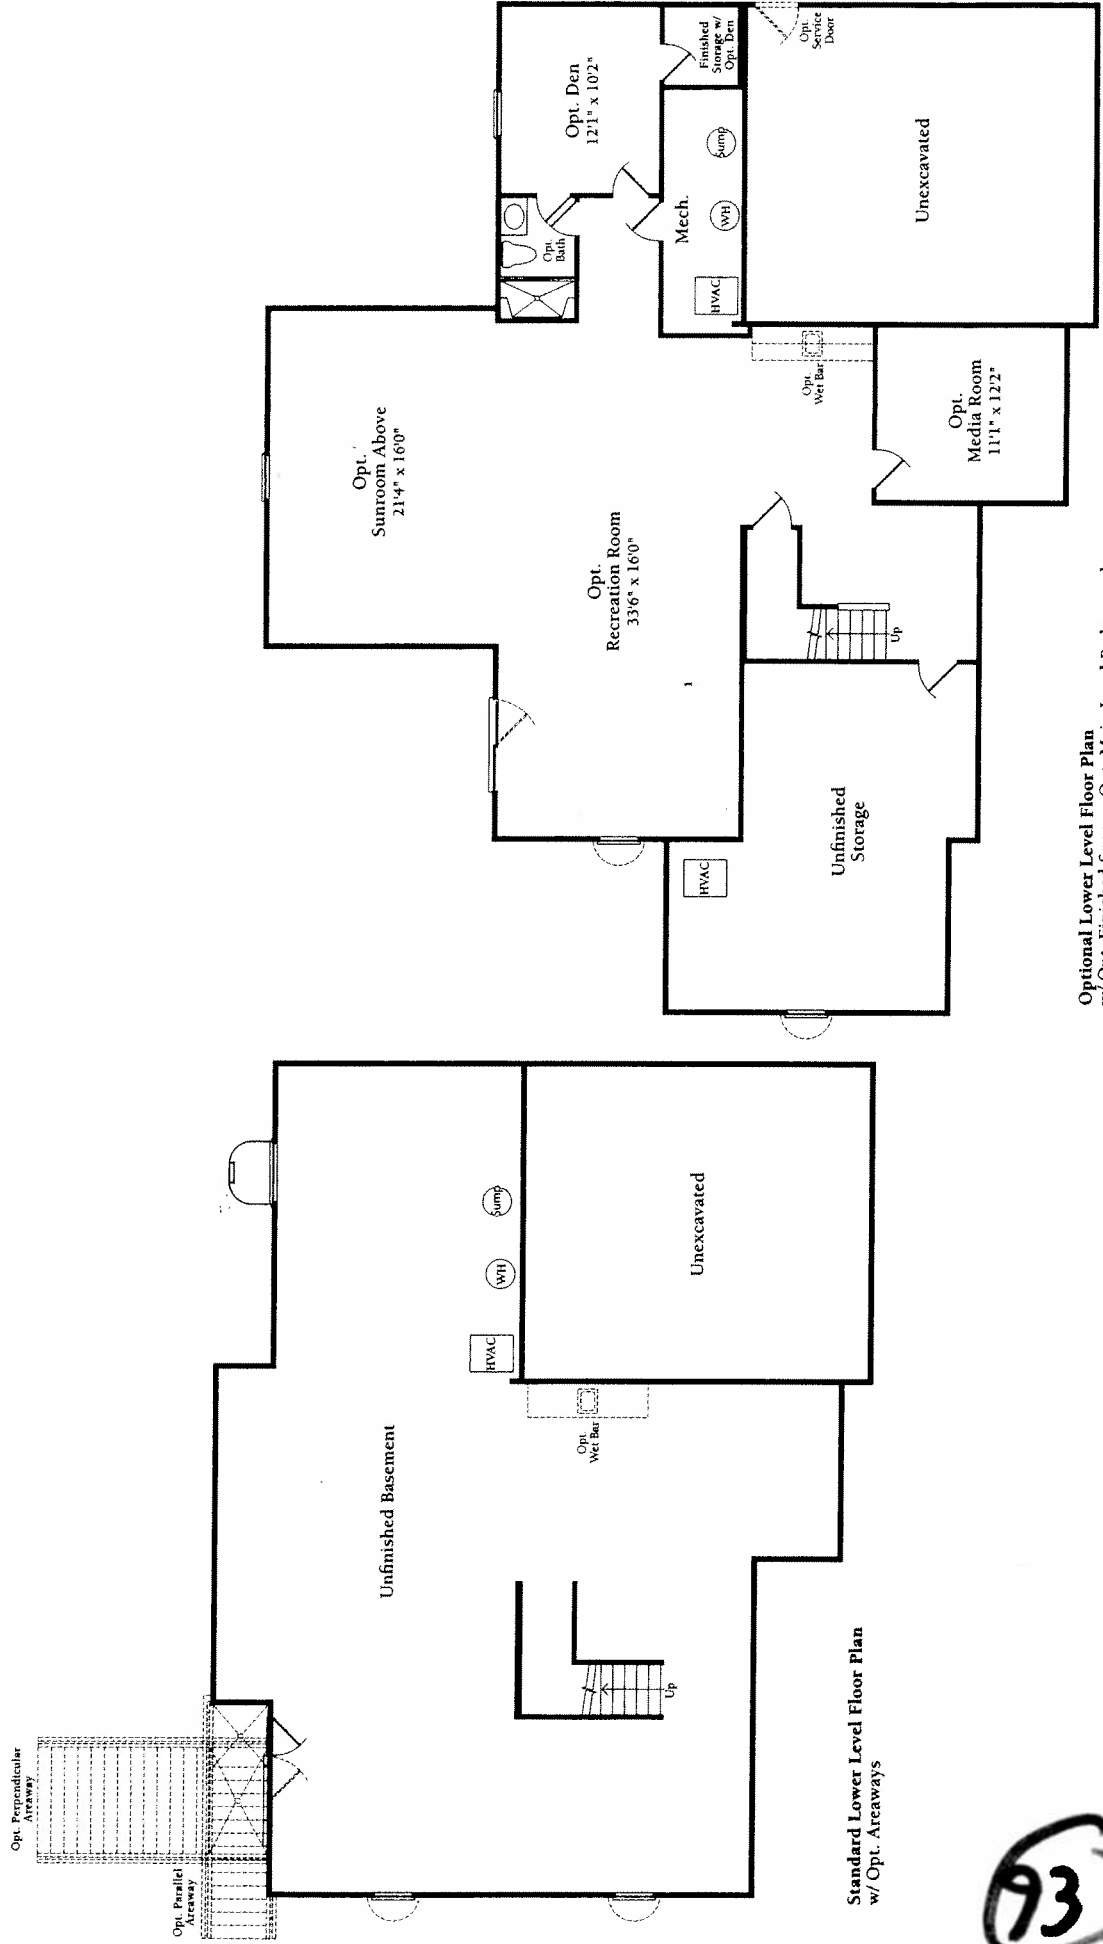 Opt. Perpendicular
Areaway
Opt. Parallel
Areaway
Unfinished Basement
HVAC
WH
Sump
Opt.
Wet Bar
Unexcavated
Up
Standard Lower Level Floor Plan
w/ Opt. Areaways
Opt.
Sunroom Above
21'4" x 16'0"
Opt.
Recreation Room
33'6" x 16'0"
Opt.
Bath
Opt. Den
12'1" x 10'2"
Finished
Storage w/
Opt. Den
Mech.
HVAC
WH
Sump
Opt.
Service
Door
Unexcavated
Opt.
Wet Bar
Opt.
Media Room
11'1" x 12'2"
Up
HVAC
Unfinished
Storage
Optional Lower Level Floor Plan
w/ Opt. Finished
93